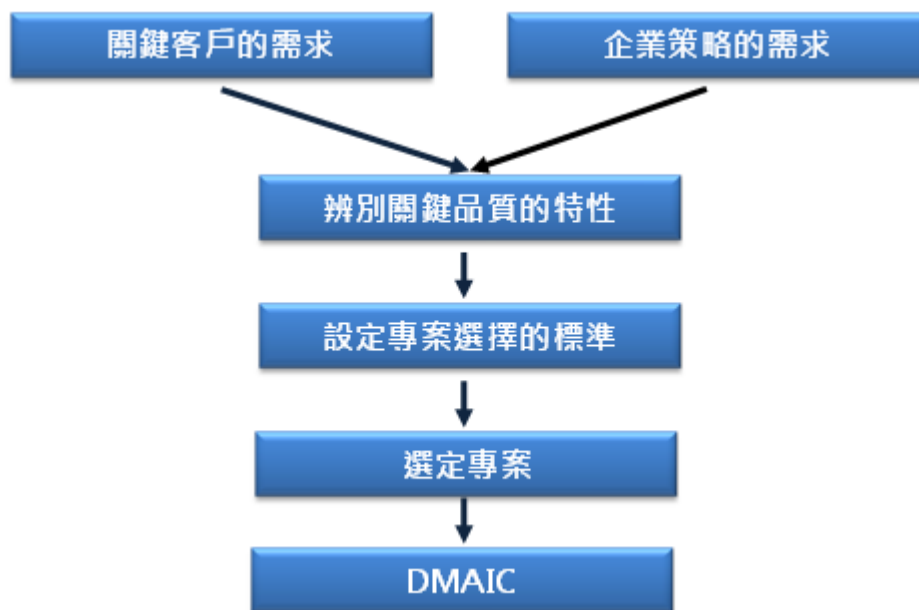 關鍵客戶的需求
企業策略的需求
辨別關鍵品質的特性
設定專案選擇的標準
選定專案
DMAIC